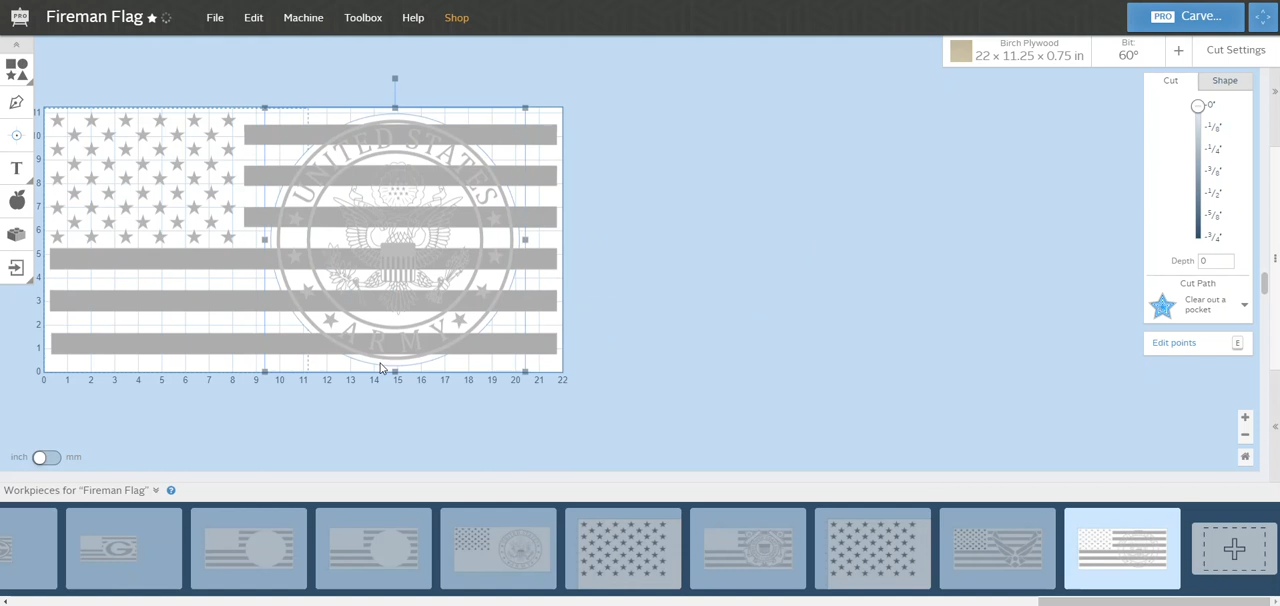 PRO Fireman Flag File Edit Machine Toolbox Help Shop PRO Carve...
Birch Plywood
22 × 11.25 × 0.75 in
Bit:
60°
Cut Settings
Cut Shape
0"
-1/8"
-1/4"
-3/8"
-1/2"
-5/8"
-3/4"
Depth 0
Cut Path
Clear out a
pocket
Edit points E
T
UNITED STATES
ARMY
11
10
9
8
7
6
5
4
3
2
1
0
0 1 2 3 4 5 6 7 8 9 10 11 12 13 14 15 16 17 18 19 20 21 22
inch mm
Workpieces for "Fireman Flag" ?
G